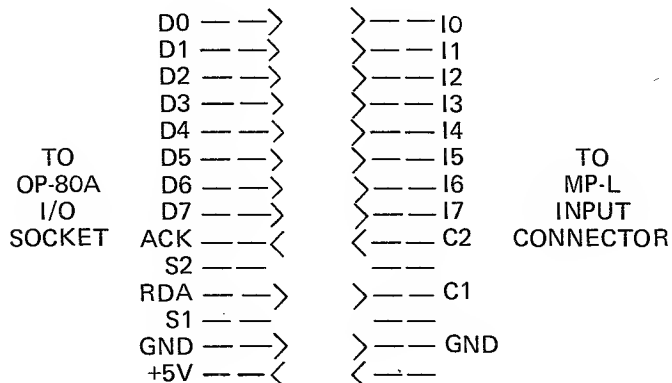 TO
OP-80A
I/O
SOCKET
D0
D1
D2
D3
D4
D5
D6
D7
ACK
S2
RDA
S1
GND
+5V
I0
I1
I2
I3
I4
I5
I6
I7
C2
C1
GND
TO
MP-L
INPUT
CONNECTOR